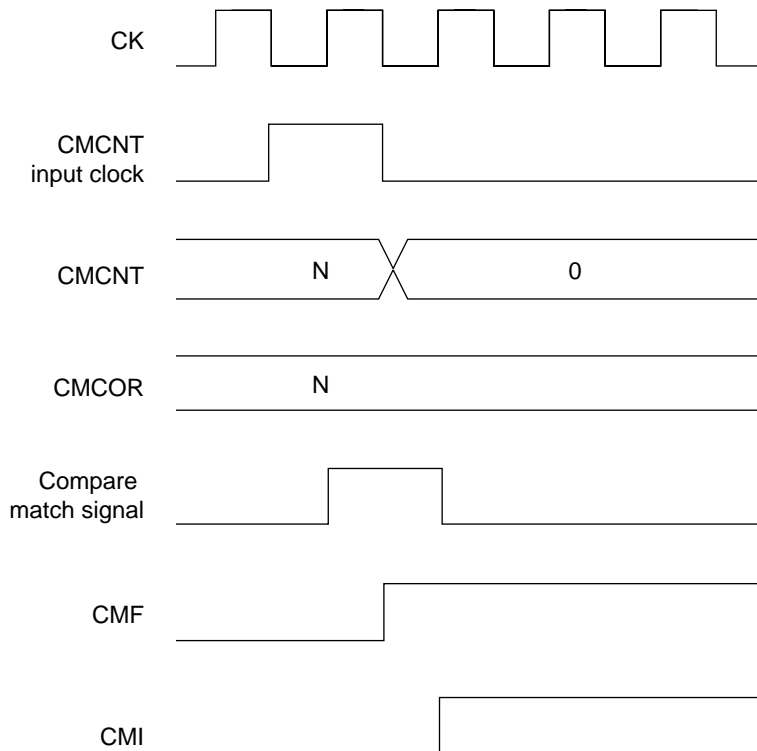 CK
CMCNT
input clock
CMCNT
N
0
CMCOR
N
Compare
match signal
CMF
CMI